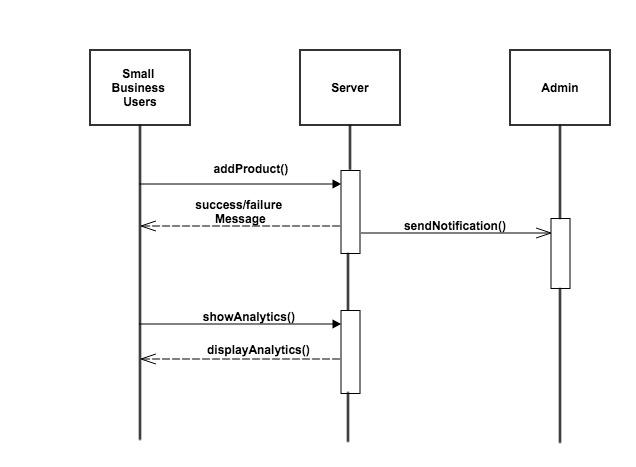 Small
Business
Users
Server
Admin
addProduct()
success/failure
Message
sendNotification()
showAnalytics()
displayAnalytics()